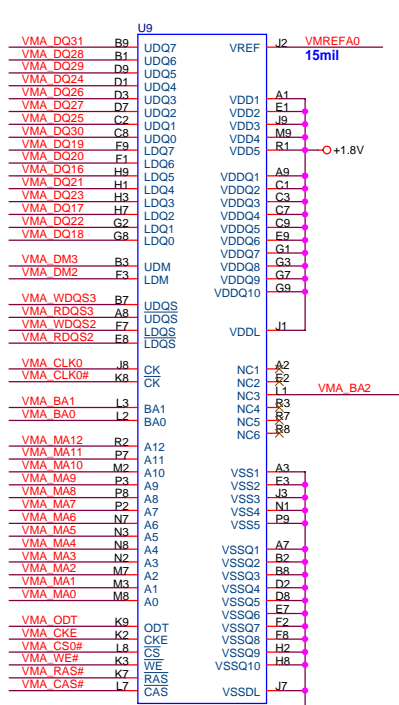 U9
VMA_DQ31 B9 UDQ7
VMA_DQ28 B1 UDQ6
VMA_DQ29 D9 UDQ5
VMA_DQ24 D1 UDQ4
VMA_DQ26 D3 UDQ3
VMA_DQ27 D7 UDQ2
VMA_DQ25 C2 UDQ1
VMA_DQ30 C8 UDQ0
VMA_DQ19 F9 LDQ7
VMA_DQ20 F1 LDQ6
VMA_DQ16 H9 LDQ5
VMA_DQ21 H1 LDQ4
VMA_DQ23 H3 LDQ3
VMA_DQ17 H7 LDQ2
VMA_DQ22 G2 LDQ1
VMA_DQ18 G8 LDQ0
VMA_DM3 B3 UDM
VMA_DM2 F3 LDM
VMA_WDQS3 B7 UDQS
VMA_RDQS3 A8 UDQS
VMA_WDQS2 F7 LDQS
VMA_RDQS2 E8 LDQS
VMA_CLK0 J8 CK
VMA_CLK0# K8 CK
VMA_BA1 L3 BA1
VMA_BA0 L2 BA0
VMA_MA12 R2 A12
VMA_MA11 P7 A11
VMA_MA10 M2 A10
VMA_MA9 P3 A9
VMA_MA8 P8 A8
VMA_MA7 P2 A7
VMA_MA6 N7 A6
VMA_MA5 N3 A5
VMA_MA4 N8 A4
VMA_MA3 N2 A3
VMA_MA2 M7 A2
VMA_MA1 M3 A1
VMA_MA0 M8 A0
VMA_ODT K9 ODT
VMA_CKE K2 CKE
VMA_CS0# L8 CS
VMA_WE# K3 WE
VMA_RAS# K7 RAS
VMA_CAS# L7 CAS
VREF J2 VMREFA0
15mil
VDD1 A1
VDD2 E1
VDD3 J9
VDD4 M9
VDD5 R1 +1.8V
VDDQ1 A9
VDDQ2 C1
VDDQ3 C3
VDDQ4 C7
VDDQ5 C9
VDDQ6 E9
VDDQ7 G1
VDDQ8 G3
VDDQ9 G7
VDDQ10 G9
VDDL J1
NC1 A2
NC2 E2
NC3 L1 VMA_BA2
NC4 R3
NC5 R7
NC6 R8
VSS1 A3
VSS2 E3
VSS3 J3
VSS4 N1
VSS5 P9
VSSQ1 A7
VSSQ2 B2
VSSQ3 B8
VSSQ4 D2
VSSQ5 D8
VSSQ6 E7
VSSQ7 F2
VSSQ8 F8
VSSQ9 H2
VSSQ10 H8
VSSDL J7